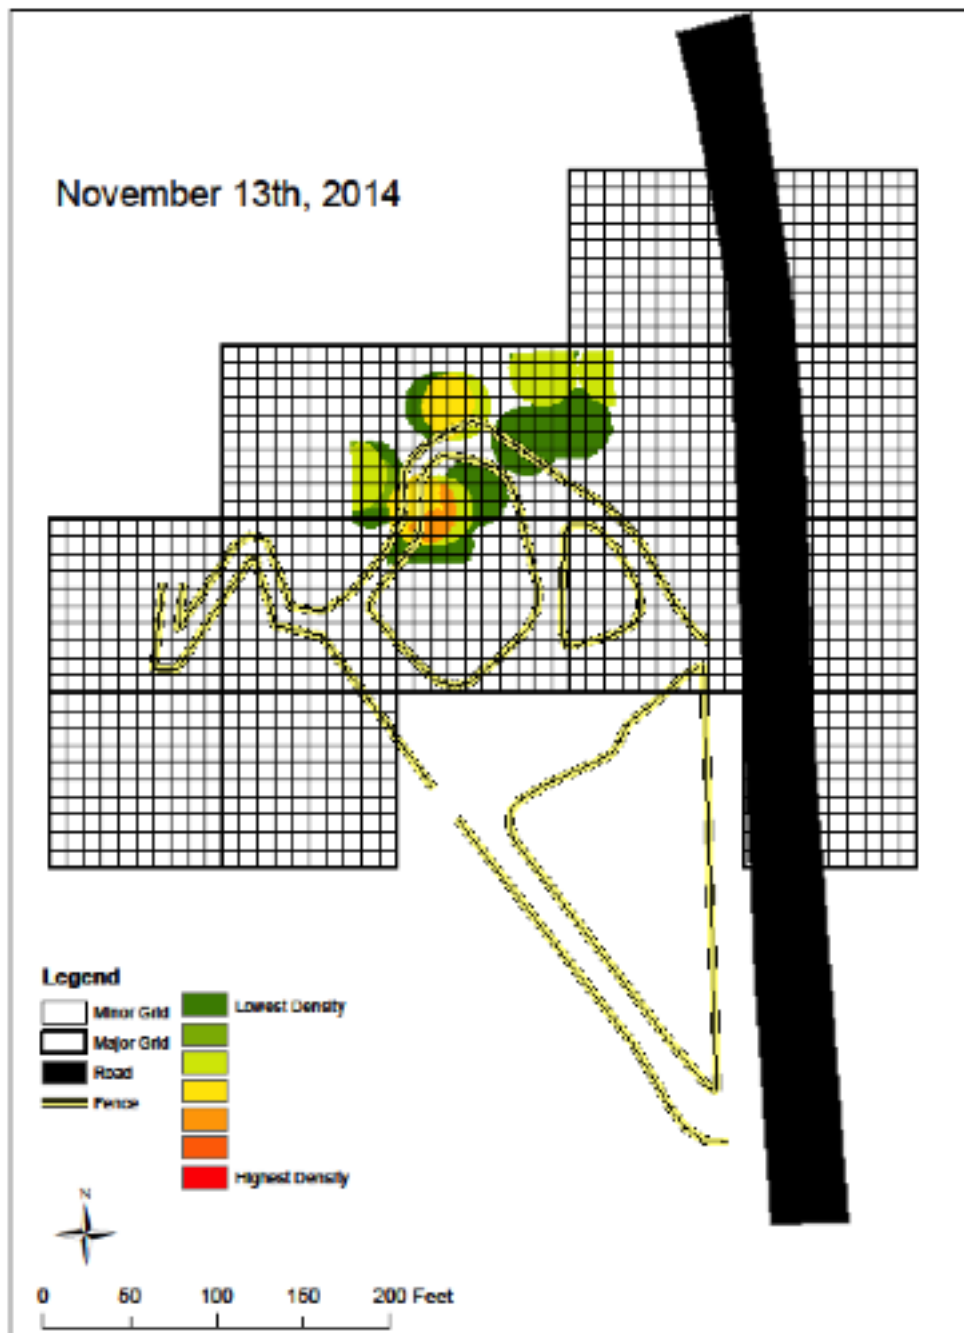 November 13th, 2014
Legend
Minor Grid
Major Grid
Road
Fence
Lowest Density
Highest Density
N
0 50 100 150 200 Feet